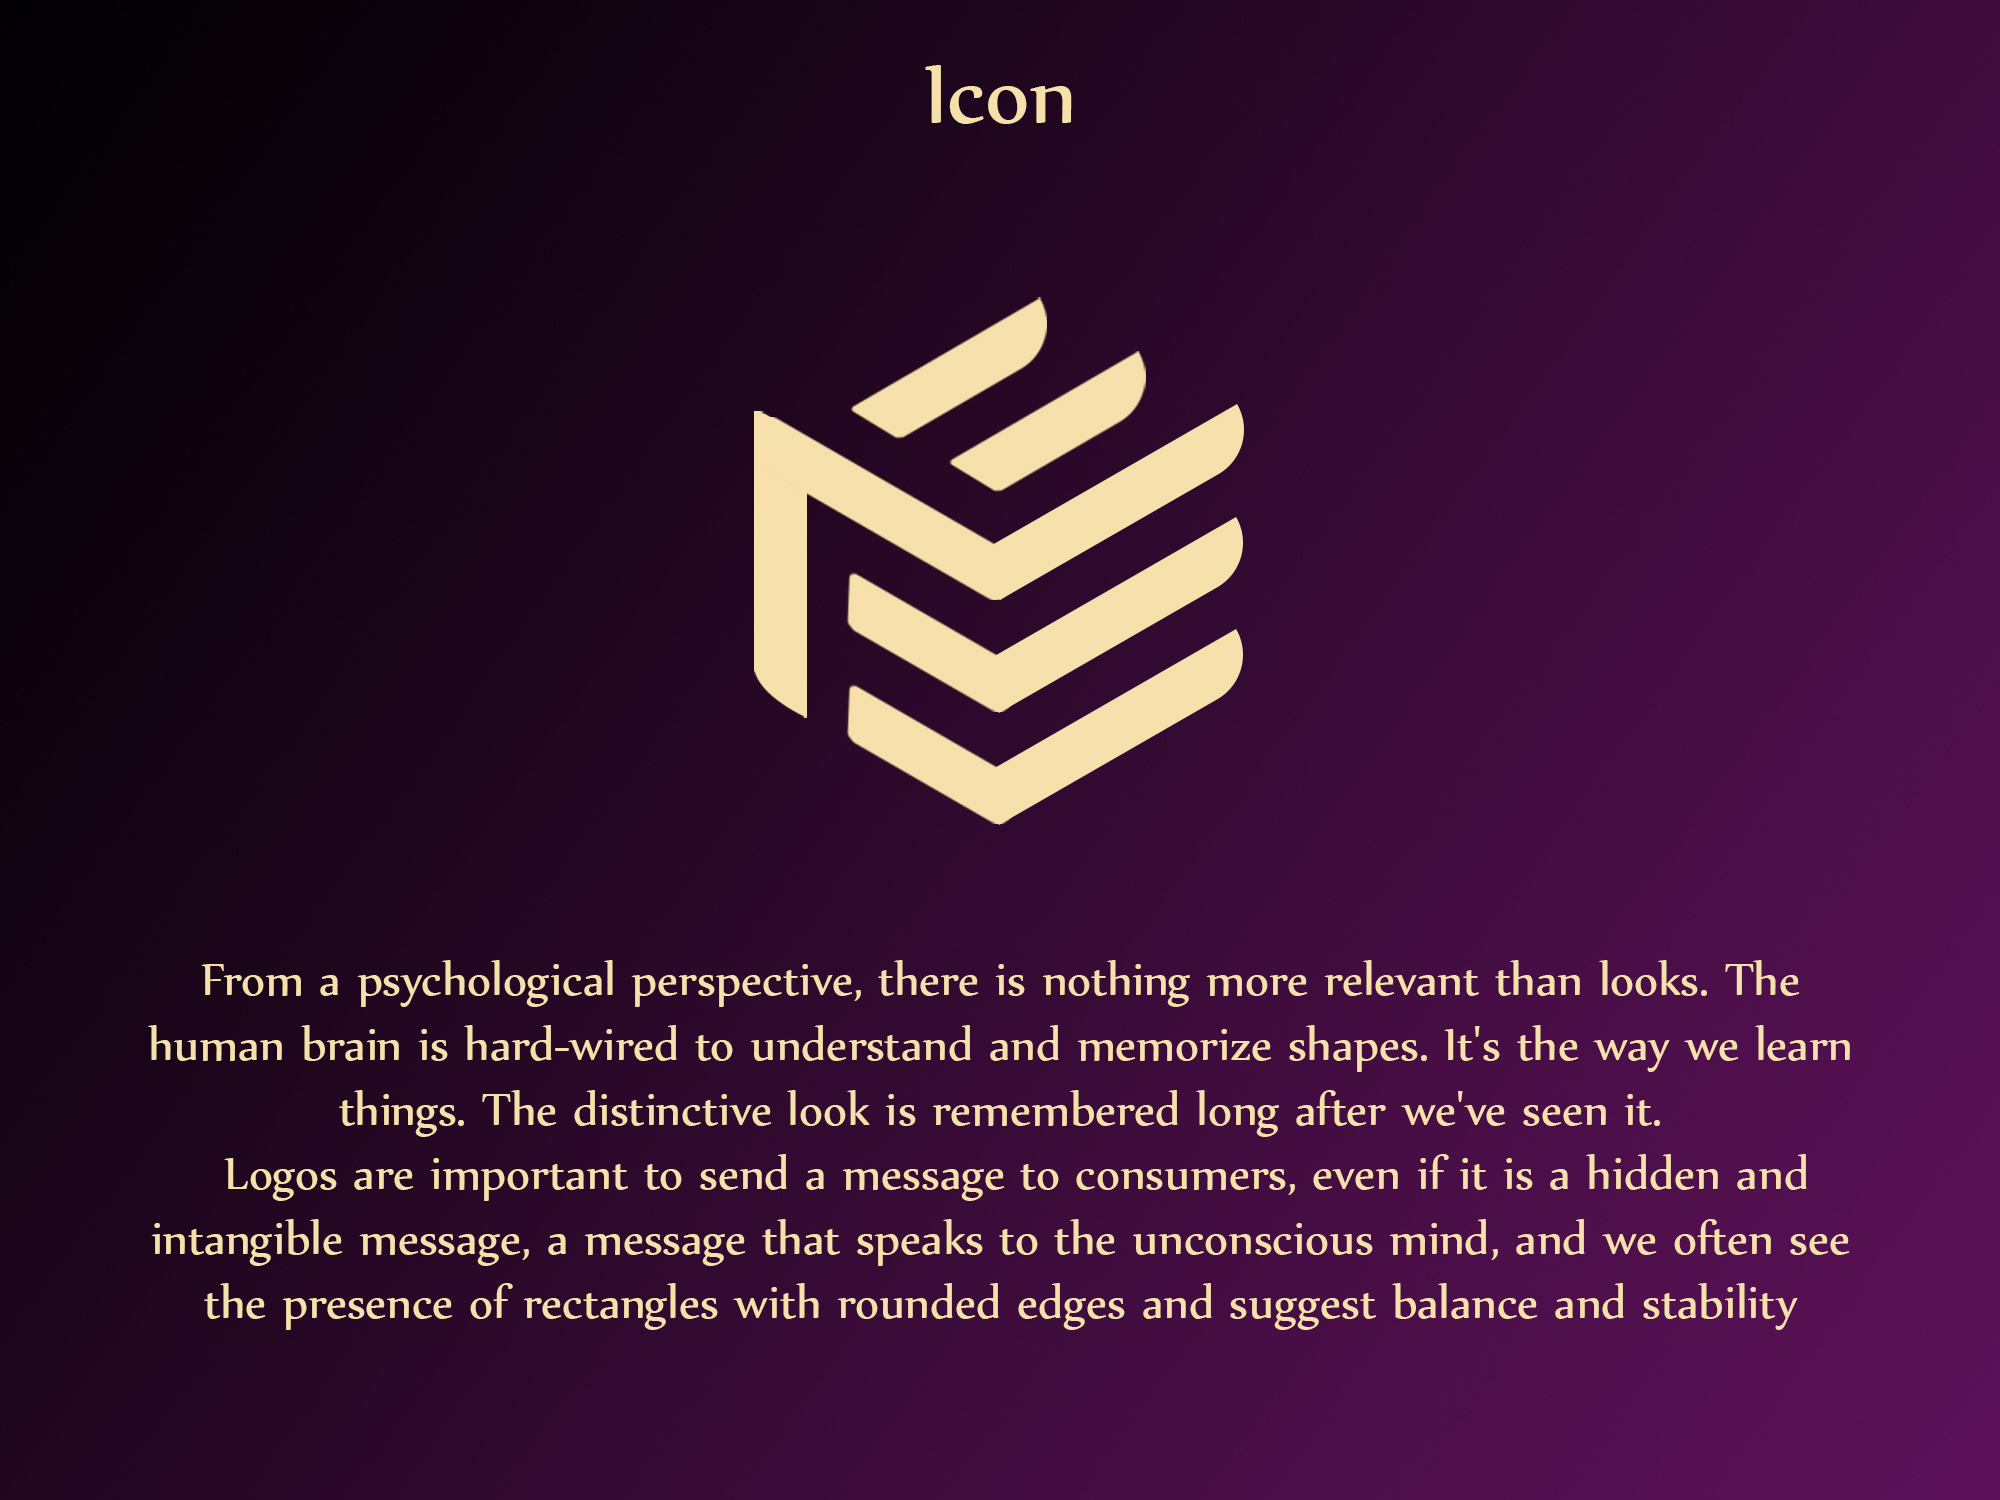 Icon
From a psychological perspective, there is nothing more relevant than looks. The
human brain is hard-wired to understand and memorize shapes. It's the way we learn
things. The distinctive look is remembered long after we've seen it.
Logos are important to send a message to consumers, even if it is a hidden and
intangible message, a message that speaks to the unconscious mind, and we often see
the presence of rectangles with rounded edges and suggest balance and stability